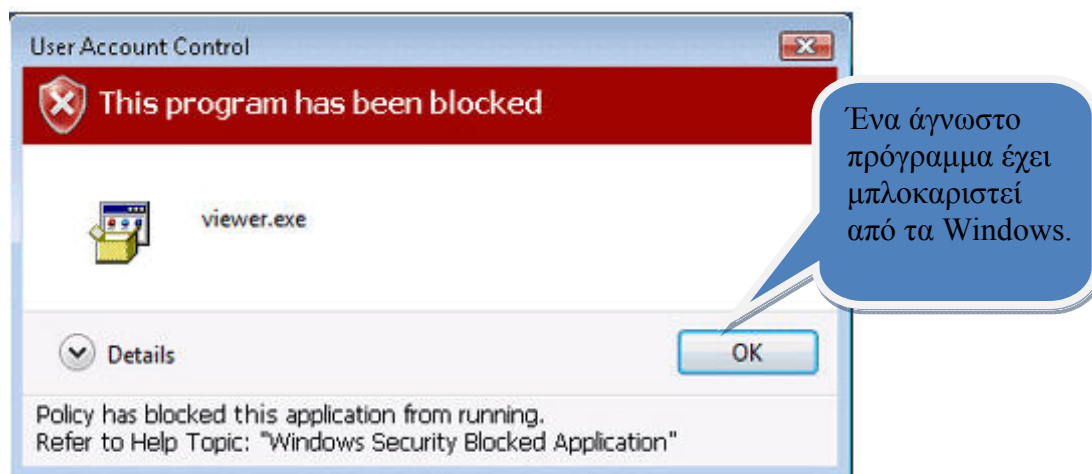 User Account Control
This program has been blocked
viewer.exe
Ένα άγνωστο
πρόγραμμα έχει
μπλοκαριστεί
από τα Windows.
Details
OK
Policy has blocked this application from running.
Refer to Help Topic: "Windows Security Blocked Application"